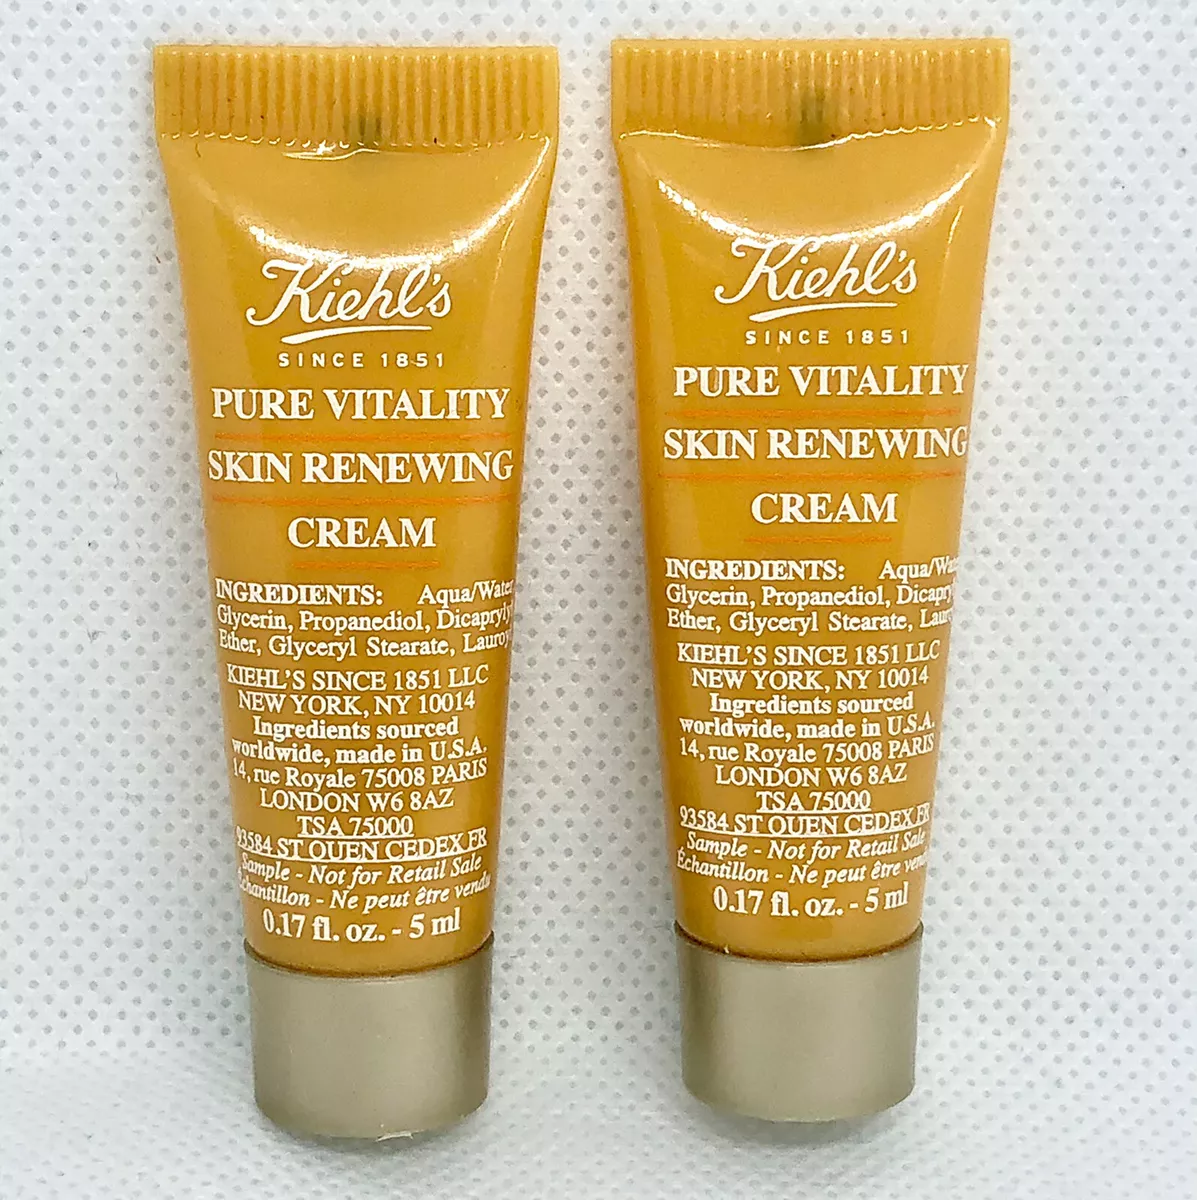 Kiehl's
SINCE 1851
PURE VITALITY
SKIN RENEWING
CREAM
INGREDIENTS: Aqua/Water
Glycerin, Propanediol, Dicaprylyl
Ether, Glyceryl Stearate,
KIEHL'S SINCE 1851 LLC
NEW YORK, NY 10014
Ingredients sourced
worldwide, made in U.S.A.
14, rue Royale 75008 PARIS
LONDON W6 8AZ
TSA 75000
93584 ST OUEN CEDEX FR
Sample - Not for Retail Sale
Échantillon - Ne peut être vendu
0.17 fl. oz. - 5 ml
Kiehl's
SINCE 1851
PURE VITALITY
SKIN RENEWING
CREAM
INGREDIENTS: Aqua/Water
Glycerin, Propanediol,
Ether, Glyceryl Stearate,
KIEHL'S SINCE 1851 LLC
NEW YORK, NY 10014
Ingredients sourced
worldwide, made in U.S.A.
14, rue Royale 75008 PARIS
LONDON W6 8AZ
TSA 75000
93584 ST OUEN CEDEX FR
Sample - Not for Retail Sale
Échantillon - Ne peut être
0.17 fl. oz. - 5 ml